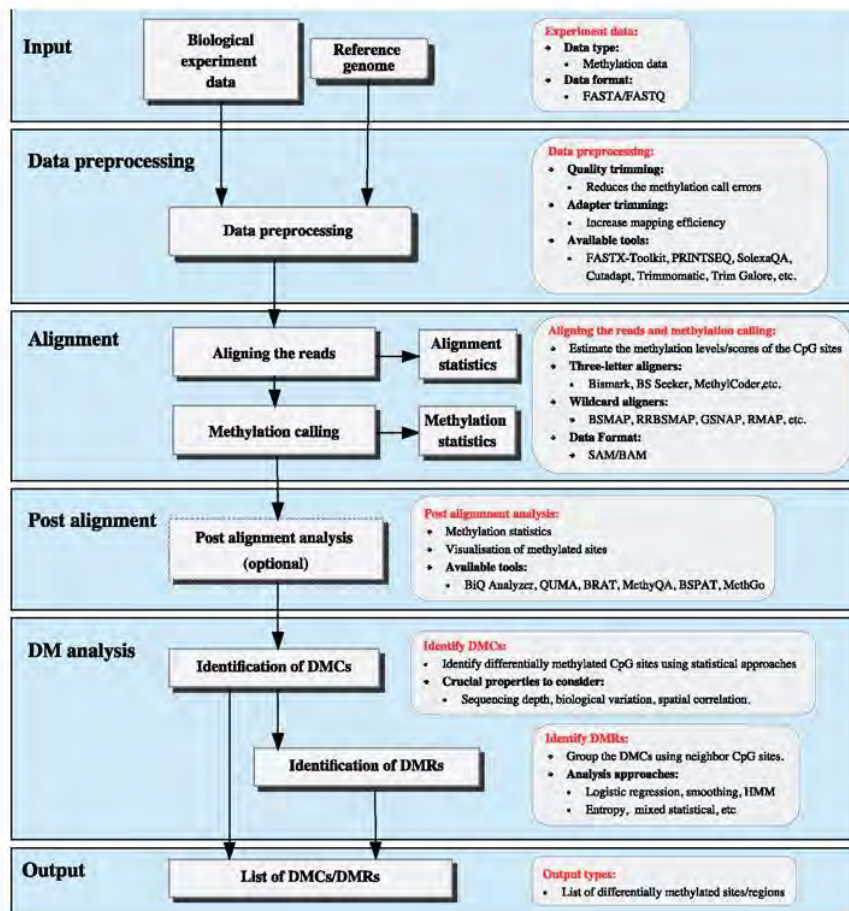 Input
Biological
experiment
data
Reference
genome
Experiment data:
Data type:
Methylation data
Data format:
FASTA/FASTQ
Data preprocessing
Data preprocessing
Data preprocessing:
Quality trimming:
Reduces the methylation call errors
Adapter trimming:
Increase mapping efficiency
Available tools:
FASTX-Toolkit, PRINTSEQ, SolexaQA,
Cutadapt, Trimmomatic, Trim Galore, etc.
Alignment
Aligning the reads
Alignment
statistics
Methylation calling
Methylation
statistics
Aligning the reads and methylation calling:
Estimate the methylation levels/scores of the CpG sites
Three-letter aligners:
Bismark, BS Seeker, MethylCoder,etc.
Wildcard aligners:
BSMAP, RRBSMAP, GSNAP, RMAP, etc.
Data Format:
SAM/BAM
Post alignment
Post alignment analysis
(optional)
Post alignmnent analysis:
Methylation statistics
Visualisation of methylated sites
Available tools:
BiQ Analyzer, QUMA, BRAT, MethyQA, BSPAT, MethGo
DM analysis
Identification of DMCs
Identification of DMRs
Identify DMCs:
Identify differentially methylated CpG sites using statistical approaches
Crucial properties to consider:
Sequencing depth, biological variation, spatial correlation.
Identify DMRs:
Group the DMCs using neighbor CpG sites.
Analysis approaches:
Logistic regression, smoothing, HMM
Entropy, mixed statistical, etc
Output
List of DMCs/DMRs
Output types:
List of differentially methylated sites/regions